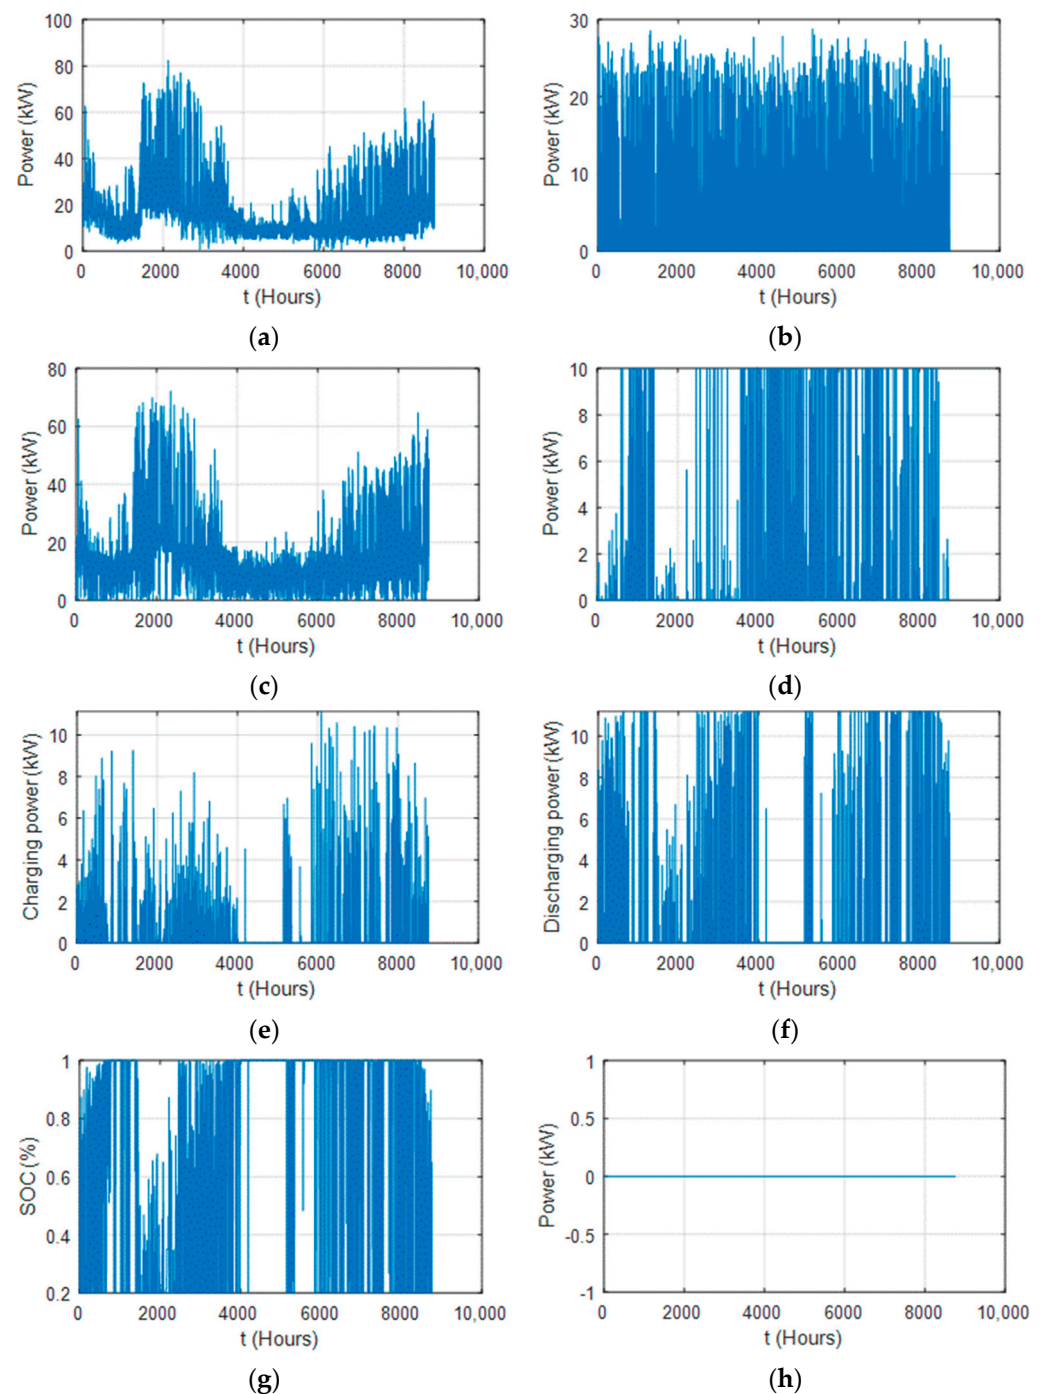 100
80
60
40
20
0
Power (kW)
0 2000 4000 6000 8000 10,000
t (Hours)
(a)
30
20
10
0
Power (kW)
0 2000 4000 6000 8000 10,000
t (Hours)
(b)
80
60
40
20
0
Power (kW)
0 2000 4000 6000 8000 10,000
t (Hours)
(c)
10
8
6
4
2
0
Power (kW)
0 2000 4000 6000 8000 10,000
t (Hours)
(d)
10
8
6
4
2
0
Charging power (kW)
0 2000 4000 6000 8000 10,000
t (Hours)
(e)
10
8
6
4
2
0
Discharging power (kW)
0 2000 4000 6000 8000 10,000
t (Hours)
(f)
1
0.8
0.6
0.4
0.2
SOC (%)
0 2000 4000 6000 8000 10,000
t (Hours)
(g)
1
0.5
0
-0.5
-1
Power (kW)
0 2000 4000 6000 8000 10,000
t (Hours)
(h)